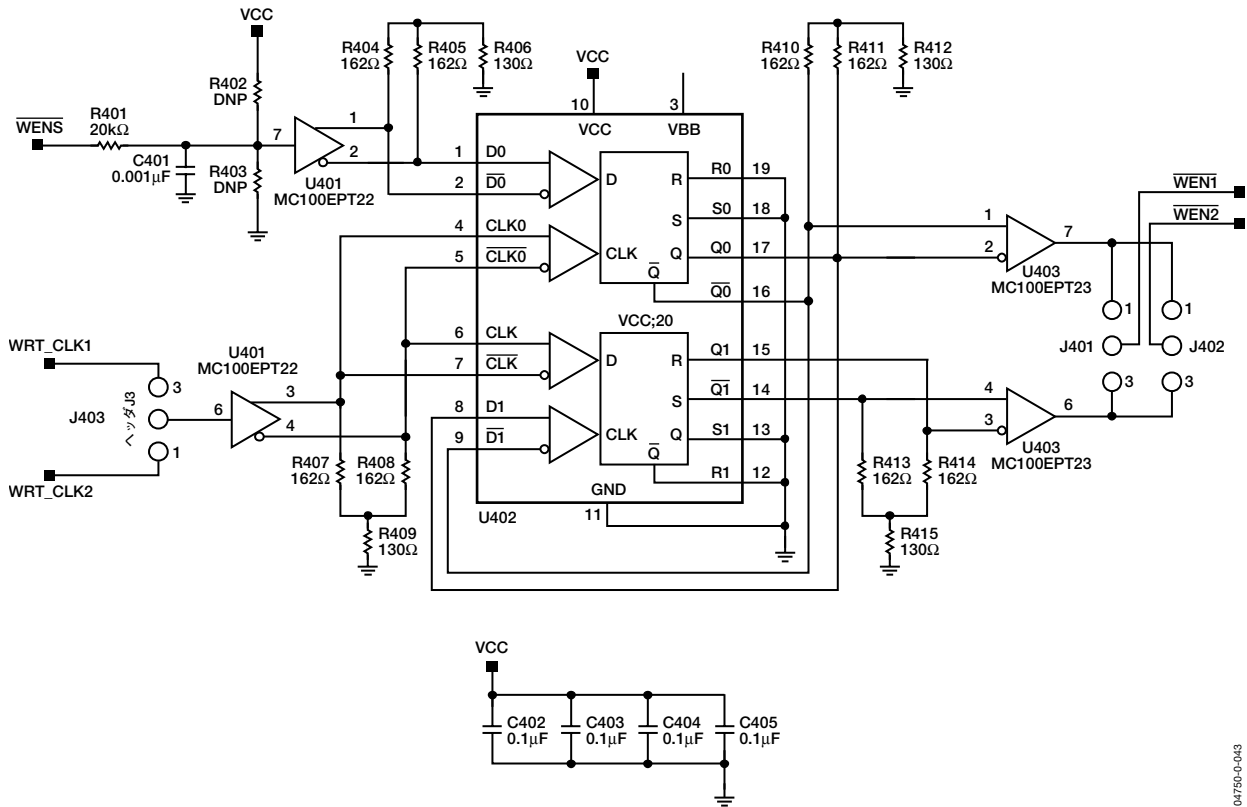 VCC
R402
DNP
WENS
R401
20kΩ
C401
0.001µF
R403
DNP
7
1
2
U401
MC100EPT22
R404
162Ω
R405
162Ω
R406
130Ω
VCC
10
VCC
3
VBB
1
D0
2
D0
4
CLK0
5
CLK0
D
CLK
R
S
Q
Q
R0
19
S0
18
Q0
17
Q0
16
R410
162Ω
R411
162Ω
R412
130Ω
1
2
7
U403
MC100EPT23
WEN1
WEN2
1
1
J401
J402
3
3
VCC;20
6
CLK
7
CLK
8
D1
9
D1
D
CLK
R
S
Q
Q
Q1
15
Q1
14
S1
13
R1
12
GND
11
U402
4
3
6
U403
MC100EPT23
R413
162Ω
R414
162Ω
R415
130Ω
WRT_CLK1
J403
ヘッダJ3
3
1
WRT_CLK2
U401
MC100EPT22
6
3
4
R407
162Ω
R408
162Ω
R409
130Ω
VCC
C402
0.1µF
C403
0.1µF
C404
0.1µF
C405
0.1µF
04750-0-043